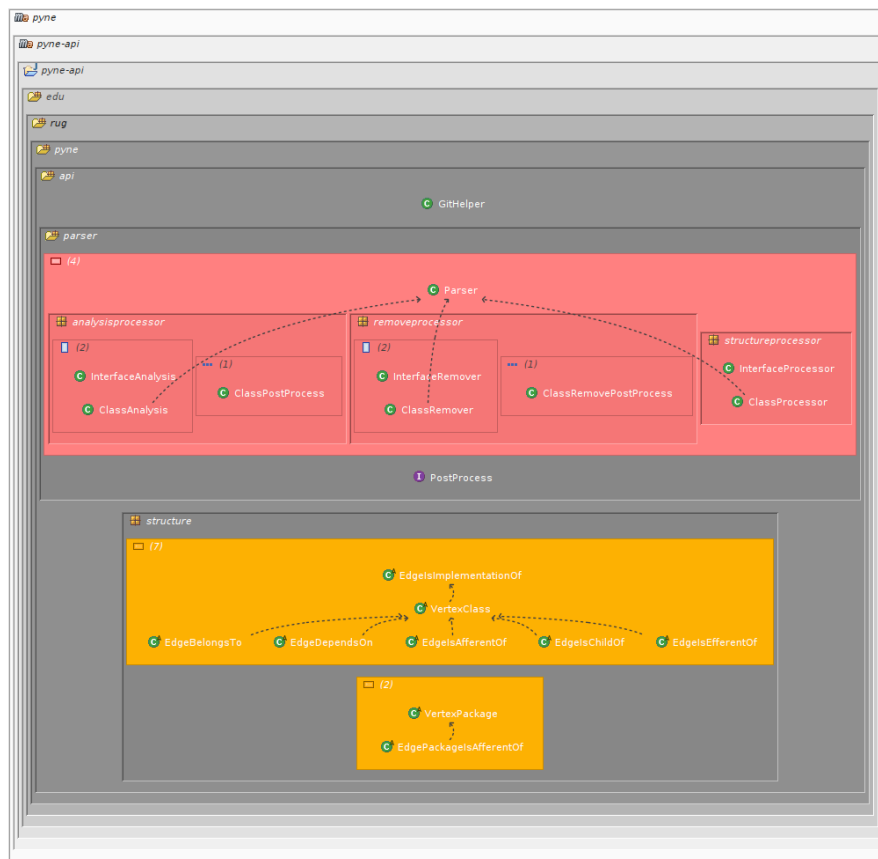 pyne
pyne-api
pyne-api
edu
rug
pyne
api
C GitHelper
parser
(4)
C Parser
analysisprocessor
removeprocessor
structureprocessor
(2)
(1)
(2)
(1)
C InterfaceAnalysis
C ClassAnalysis
C ClassPostProcess
C InterfaceRemover
C ClassRemover
C ClassRemovePostProcess
C InterfaceProcessor
C ClassProcessor
I PostProcess
structure
(7)
C EdgeIsImplementationOf
C VertexClass
C EdgeBelongsTo C EdgeDependsOn C EdgeIsAfferentOf C EdgeIsChildOf C EdgeIsEfferentOf
(2)
C VertexPackage
C EdgePackageIsAfferentOf